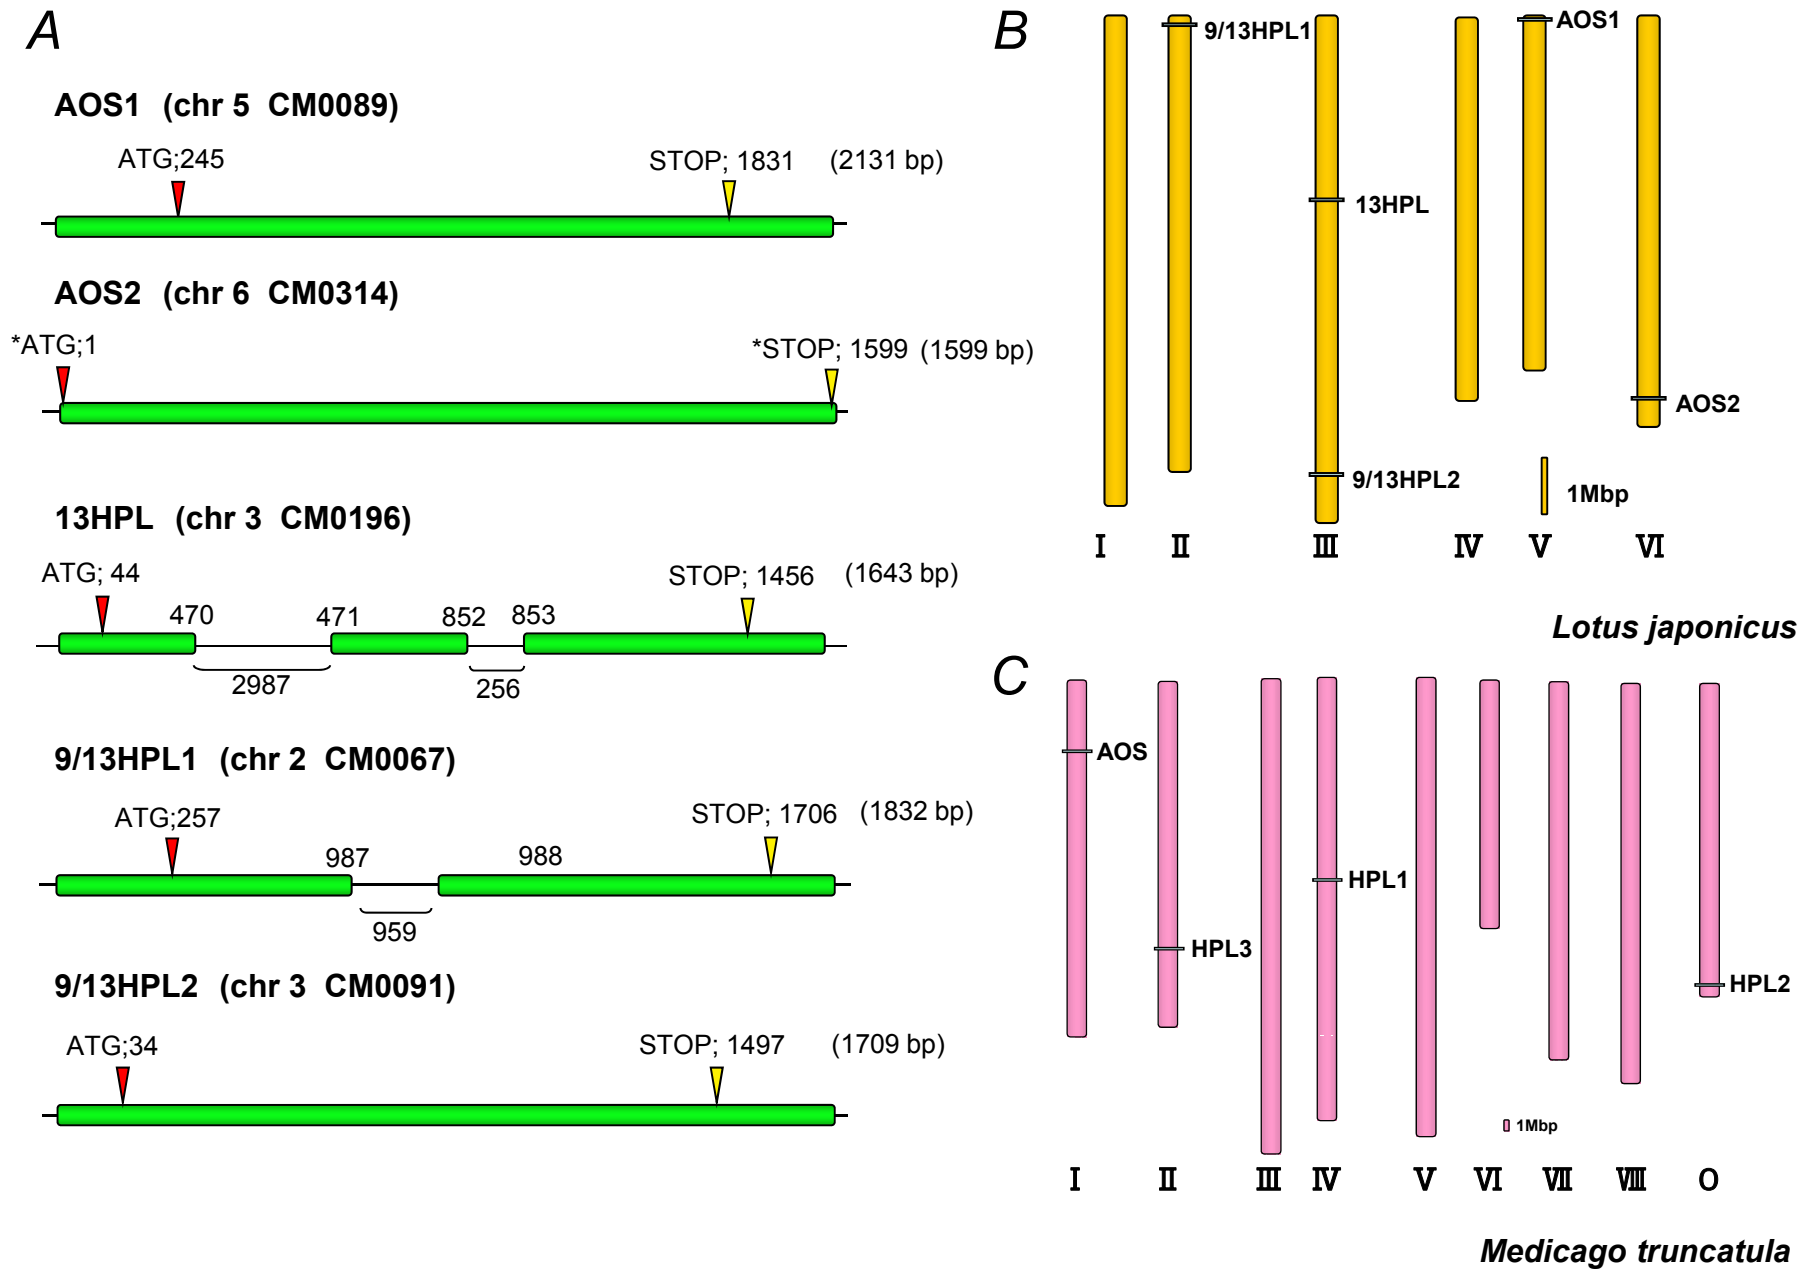 A
AOS1 (chr 5 CM0089)
ATG;245
STOP; 1831 (2131 bp)
AOS2 (chr 6 CM0314)
*ATG;1
*STOP; 1599 (1599 bp)
13HPL (chr 3 CM0196)
ATG; 44
STOP; 1456 (1643 bp)
470 471 852 853
2987 256
9/13HPL1 (chr 2 CM0067)
ATG;257
STOP; 1706 (1832 bp)
987 988
959
9/13HPL2 (chr 3 CM0091)
ATG;34
STOP; 1497 (1709 bp)
B
9/13HPL1
AOS1
13HPL
AOS2
9/13HPL2
1Mbp
I II III IV V VI
Lotus japonicus
C
AOS
HPL1
HPL3
HPL2
1Mbp
I II III IV V VI VII VIII O
Medicago truncatula